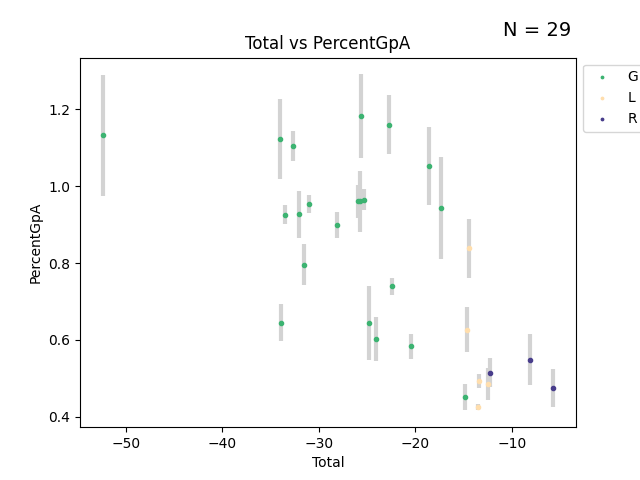 N = 29
Total vs PercentGpA
G
L
R
PercentGpA
1.2
1.0
0.8
0.6
0.4
−50
−40
−30
−20
−10
Total